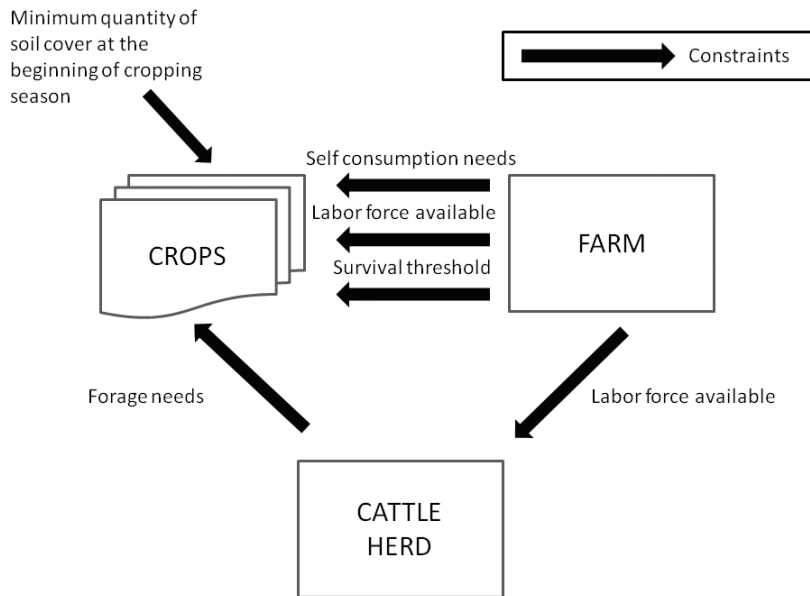 Minimum quantity of
soil cover at the
beginning of cropping
season
Constraints
Self consumption needs
Labor force available
Survival threshold
CROPS
FARM
Forage needs
Labor force available
CATTLE
HERD